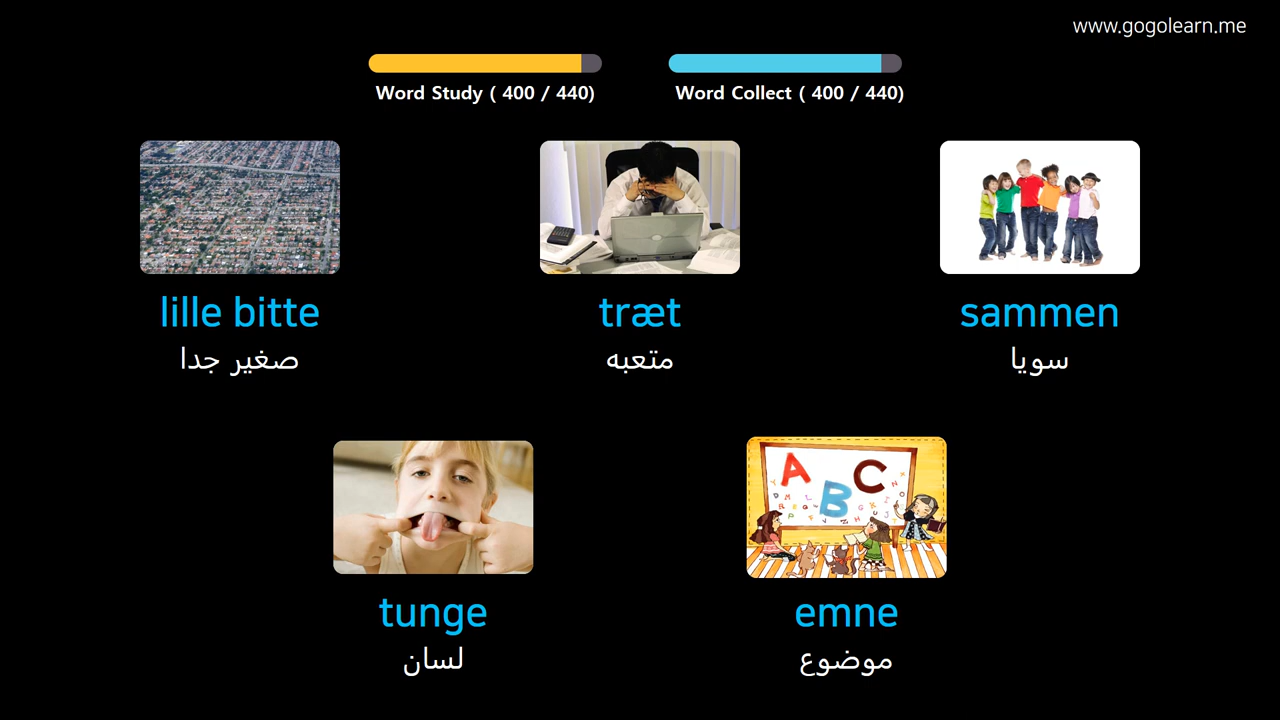 www.gogolearn.me
Word Study ( 400 / 440)
Word Collect ( 400 / 440)
lille bitte
صغير جدا
træt
متعبه
sammen
سويا
A B C
tunge
لسان
emne
موضوع